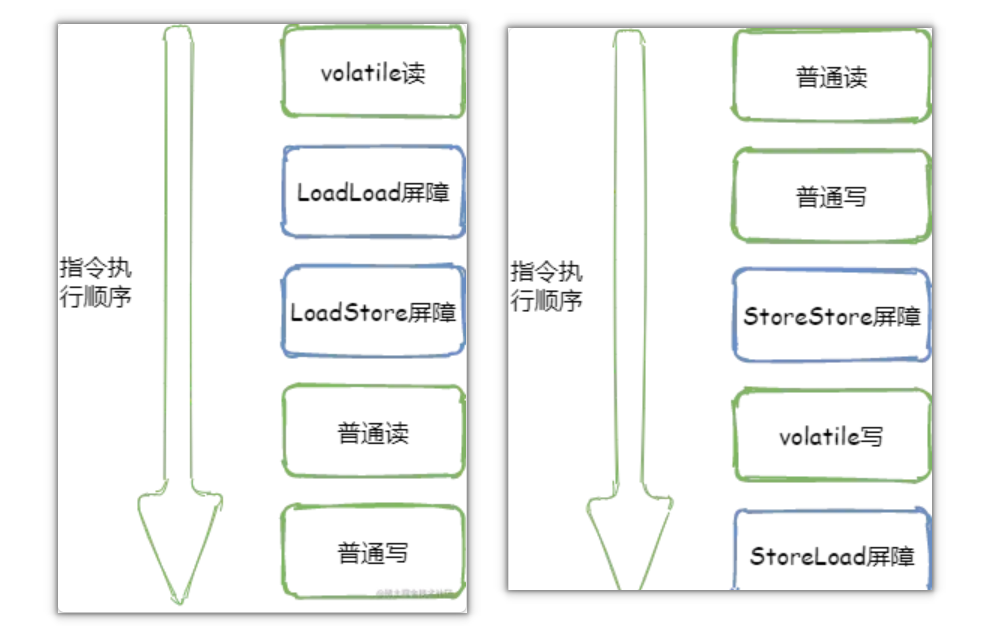 volatile读
LoadLoad屏障
指令执
行顺序
LoadStore屏障
普通读
普通写
普通读
普通写
指令执
行顺序
StoreStore屏障
volatile写
StoreLoad屏障